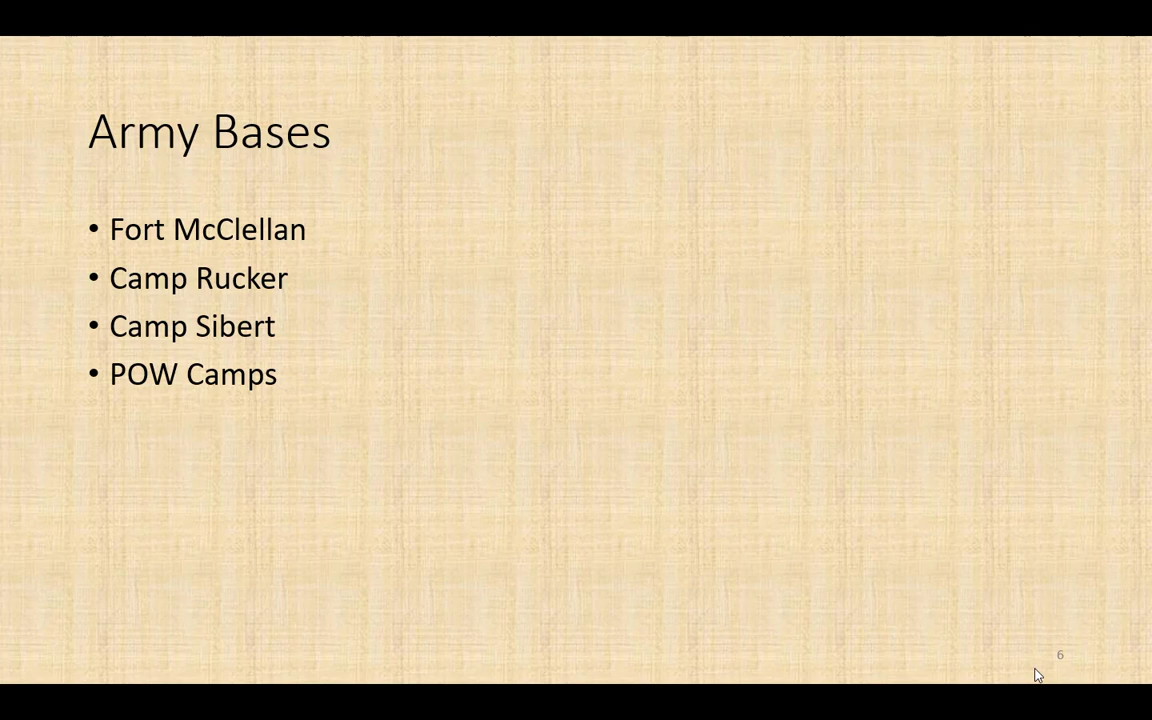 Army Bases
• Fort McClellan
• Camp Rucker
• Camp Sibert
• POW Camps
6